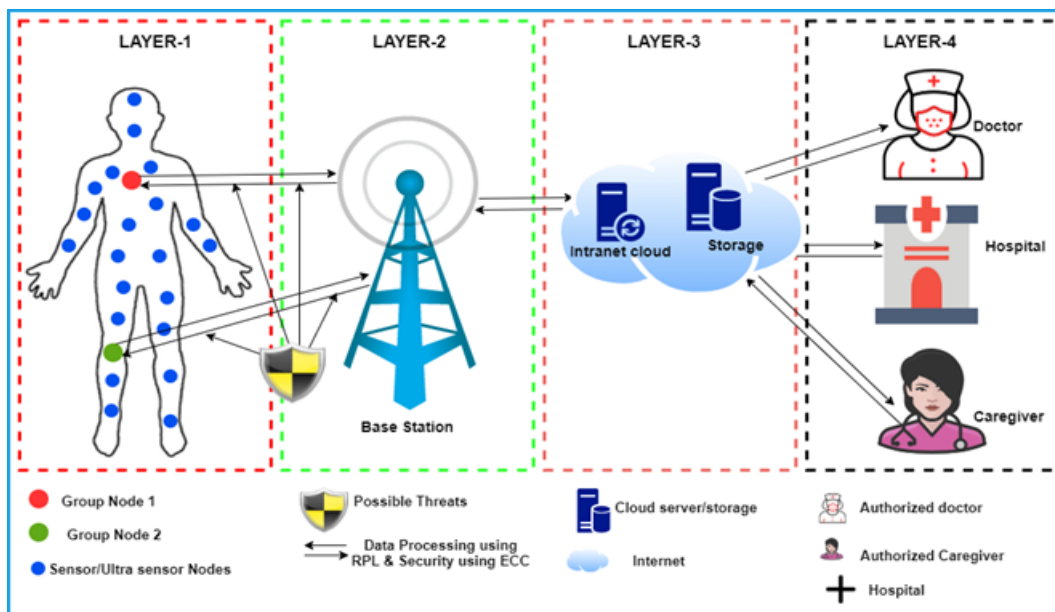 LAYER-1
LAYER-2
LAYER-3
LAYER-4
Doctor
Intranet cloud
Storage
Hospital
Base Station
Caregiver
Group Node 1
Group Node 2
Sensor/Ultra sensor Nodes
Possible Threats
Data Processing using
RPL & Security using ECC
Cloud server/storage
Internet
Authorized doctor
Authorized Caregiver
Hospital